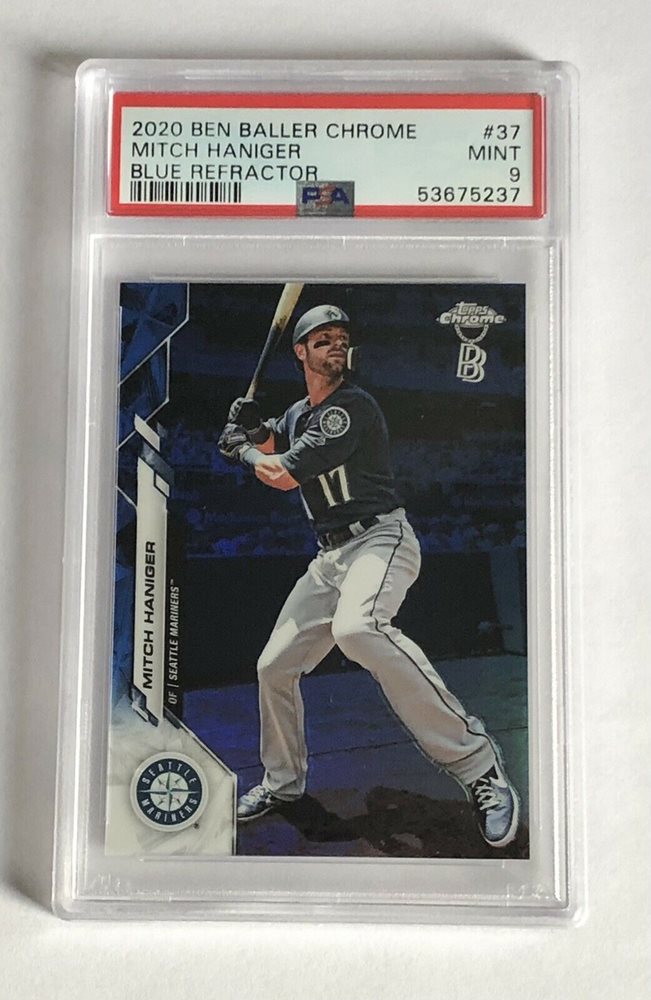 2020 BEN BALLER CHROME #37
MITCH HANIGER MINT
BLUE REFRACTOR 9
PSA 53675237
Topps
Chrome
BB
17
MITCH HANIGER
OF | SEATTLE MARINERS™
SEATTLE
MARINERS
®